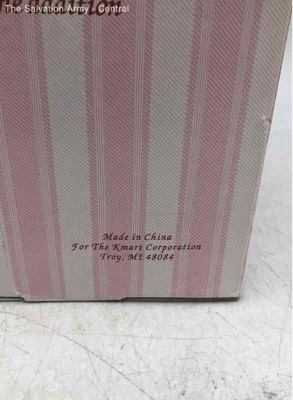 The Salvation Army - Central
Made in China
For The Kmart Corporation
Troy, MI 48084